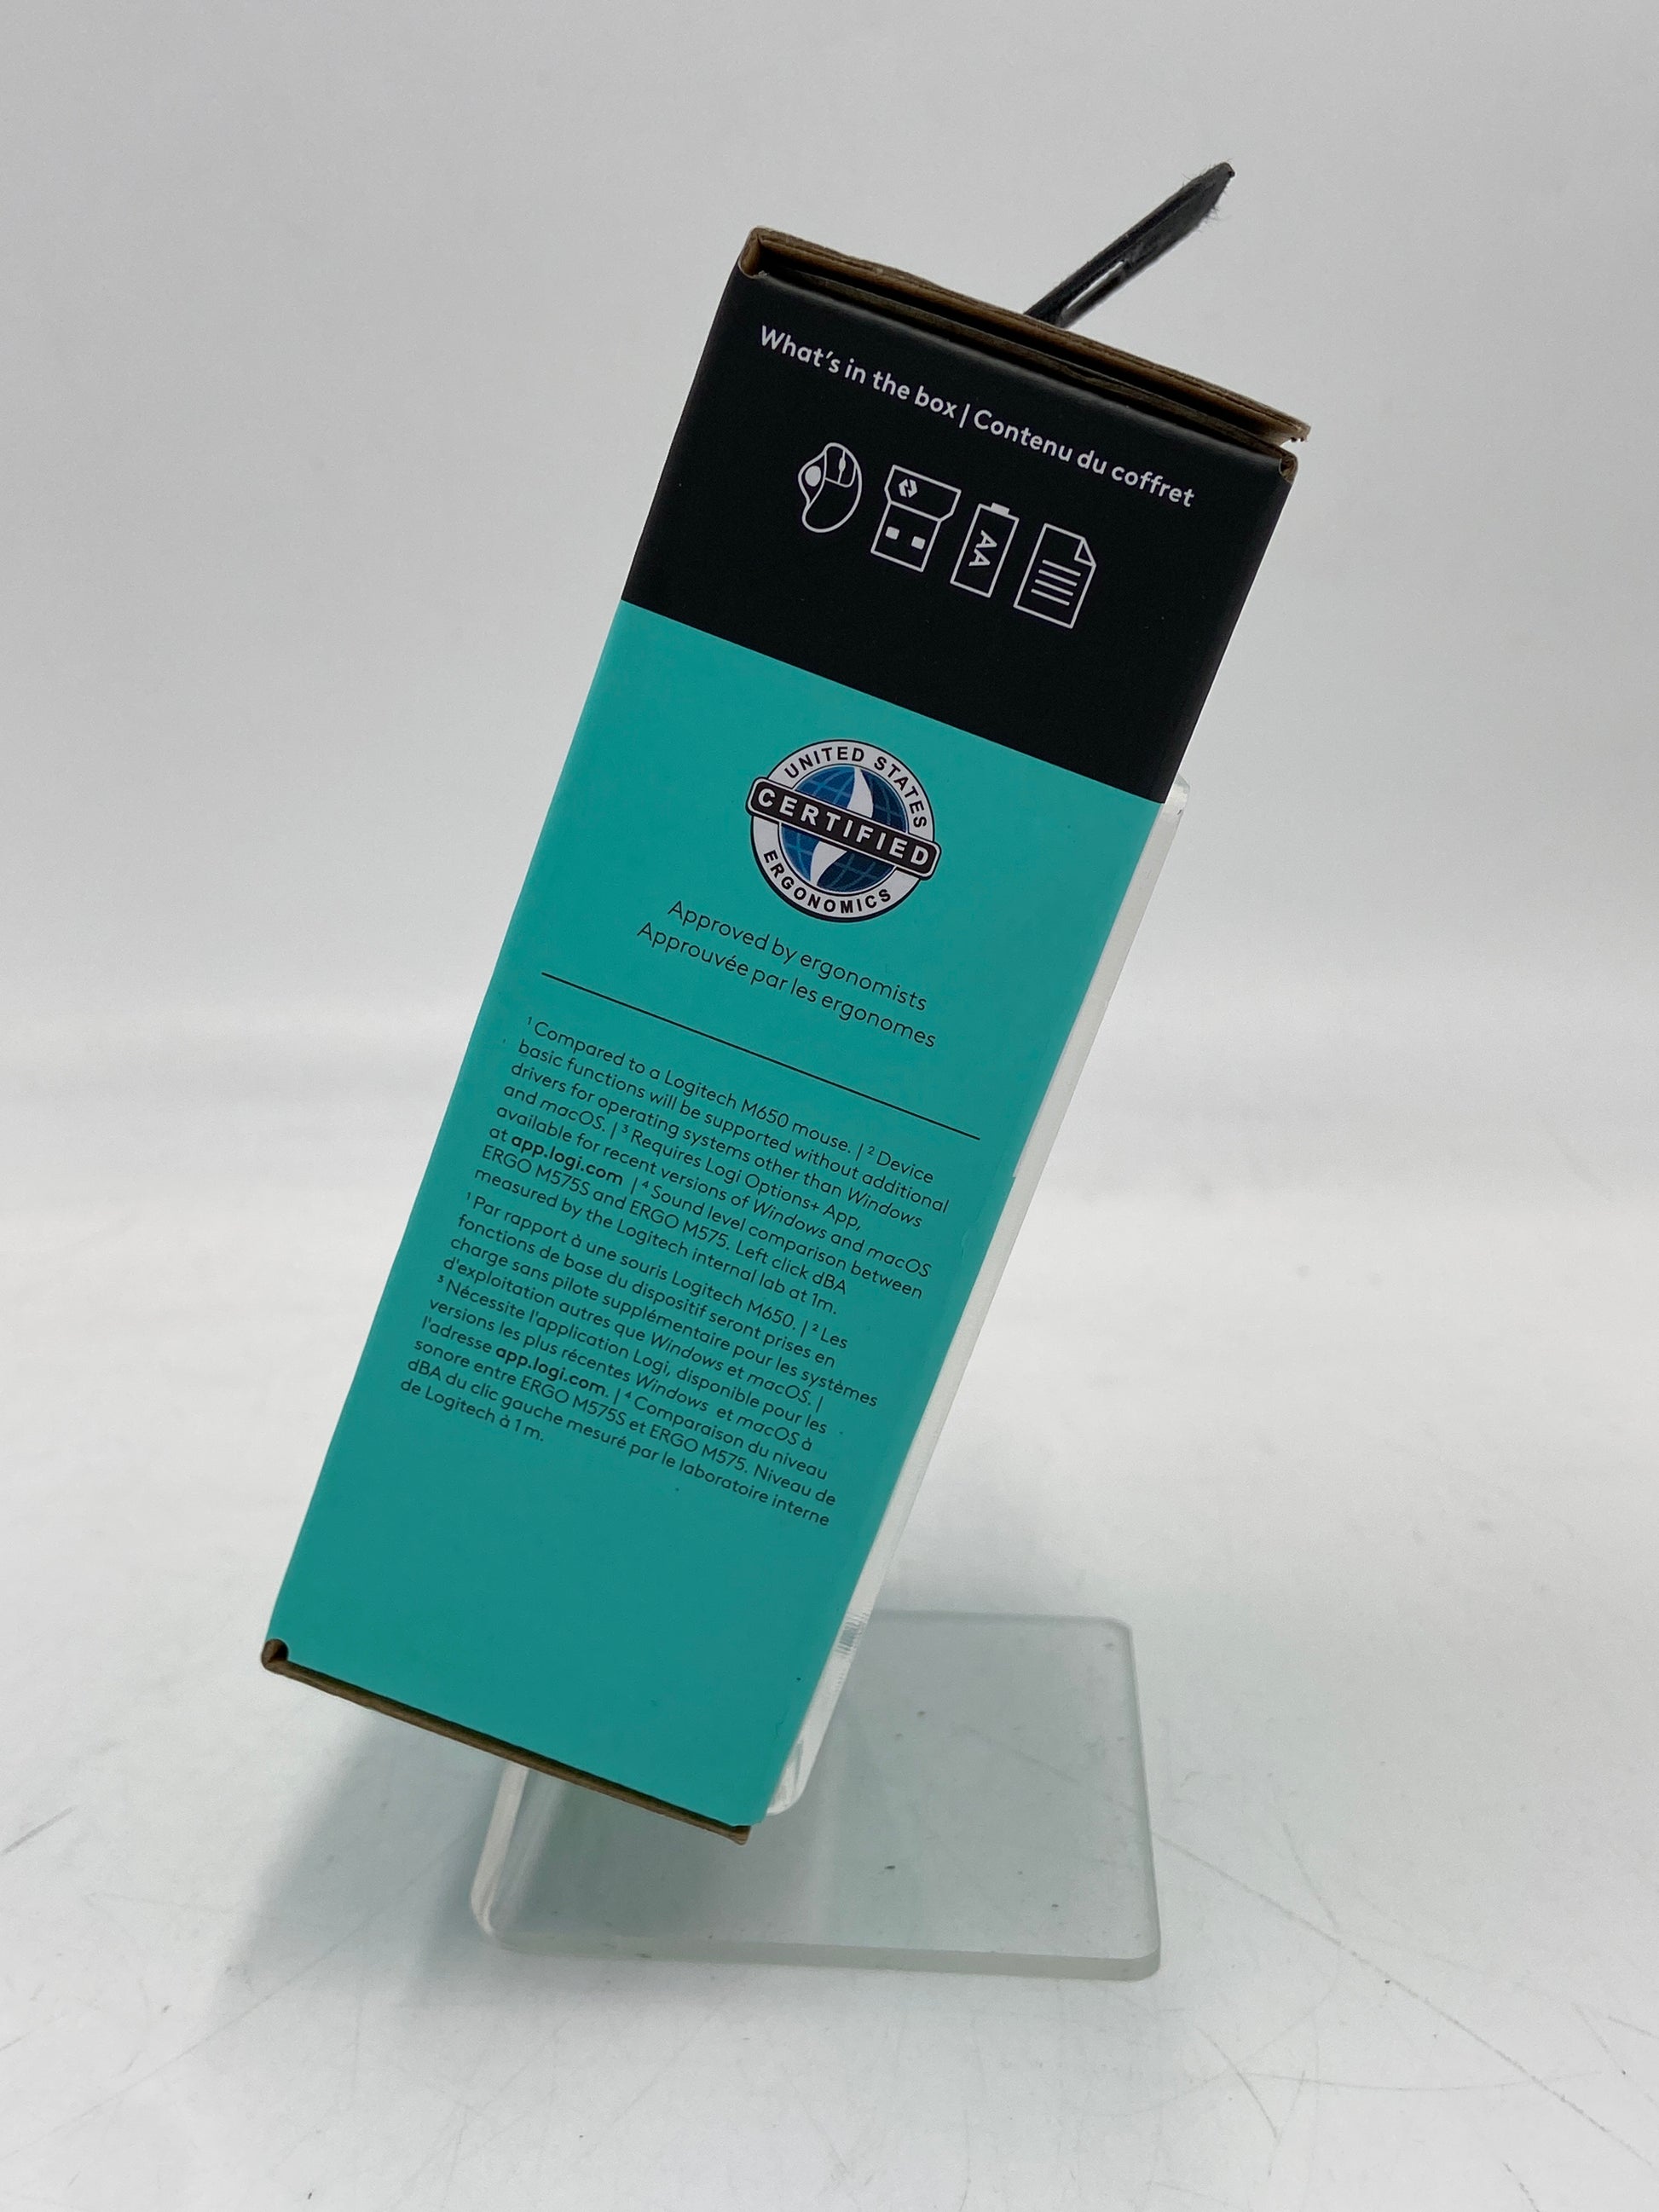 What's in the box | Contenu du coffret
AA
UNITED STATES
CERTIFIED
ERGONOMICS
Approved by ergonomists
Approuvée par les ergonomes
¹ Compared to a Logitech M650 mouse. | ² Device
basic functions will be supported without additional
drivers for operating systems other than Windows
and macOS. | ³ Requires Logi Options+ App,
available for recent versions of Windows and macOS
at app.logi.com | ⁴ Sound level comparison between
ERGO M575S and ERGO M575. Left click dBA
measured by the Logitech internal lab at 1m.
¹ Par rapport à une souris Logitech M650. | ² Les
fonctions de base du dispositif seront prises en
charge sans pilote supplémentaire pour les systèmes
d'exploitation autres que Windows et macOS. |
³ Nécessite l'application Logi, disponible pour les
versions les plus récentes Windows et macOS à
l'adresse app.logi.com. | ⁴ Comparaison du niveau
sonore entre ERGO M575S et ERGO M575. Niveau de
dBA du clic gauche mesuré par le laboratoire interne
de Logitech à 1 m.